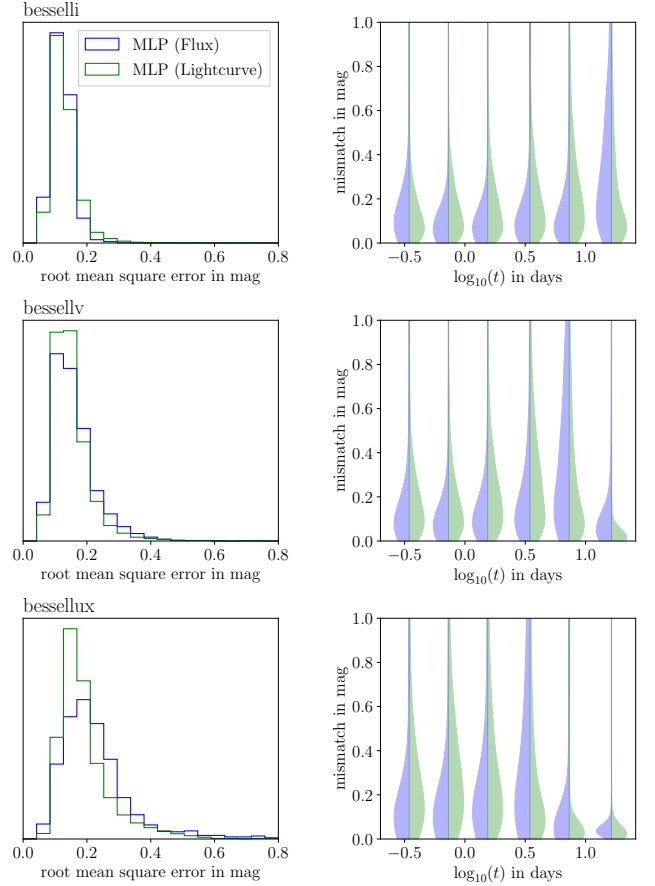 besselli
MLP (Flux)
MLP (Lightcurve)
0.0 0.2 0.4 0.6 0.8
root mean square error in mag
1.0
0.8
0.6
0.4
0.2
0.0
mismatch in mag
−0.5 0.0 0.5 1.0
log₁₀(t) in days
bessellv
0.0 0.2 0.4 0.6 0.8
root mean square error in mag
1.0
0.8
0.6
0.4
0.2
0.0
mismatch in mag
−0.5 0.0 0.5 1.0
log₁₀(t) in days
bessellux
0.0 0.2 0.4 0.6 0.8
root mean square error in mag
1.0
0.8
0.6
0.4
0.2
0.0
mismatch in mag
−0.5 0.0 0.5 1.0
log₁₀(t) in days